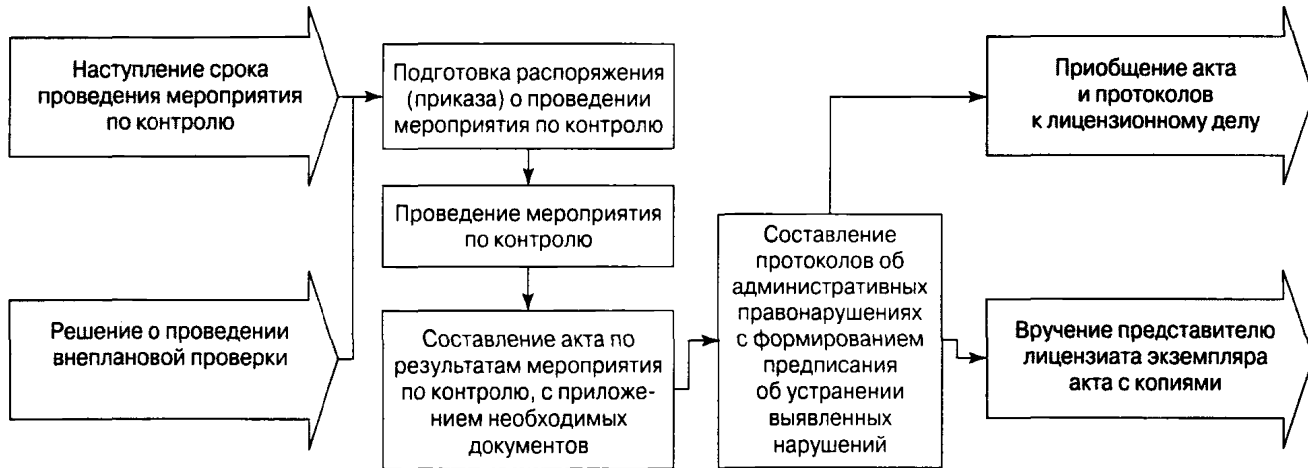 Наступление срока
проведения мероприятия
по контролю
Решение о проведении
внеплановой проверки
Подготовка распоряжения
(приказа) о проведении
мероприятия по контролю
Проведение мероприятия
по контролю
Составление акта по
результатам мероприятия
по контролю, с приложе-
нием необходимых
документов
Составление
протоколов об
административных
правонарушениях
с формированием
предписания
об устранении
выявленных
нарушений
Приобщение акта
и протоколов
к лицензионному делу
Вручение представителю
лицензиата экземпляра
акта с копиями